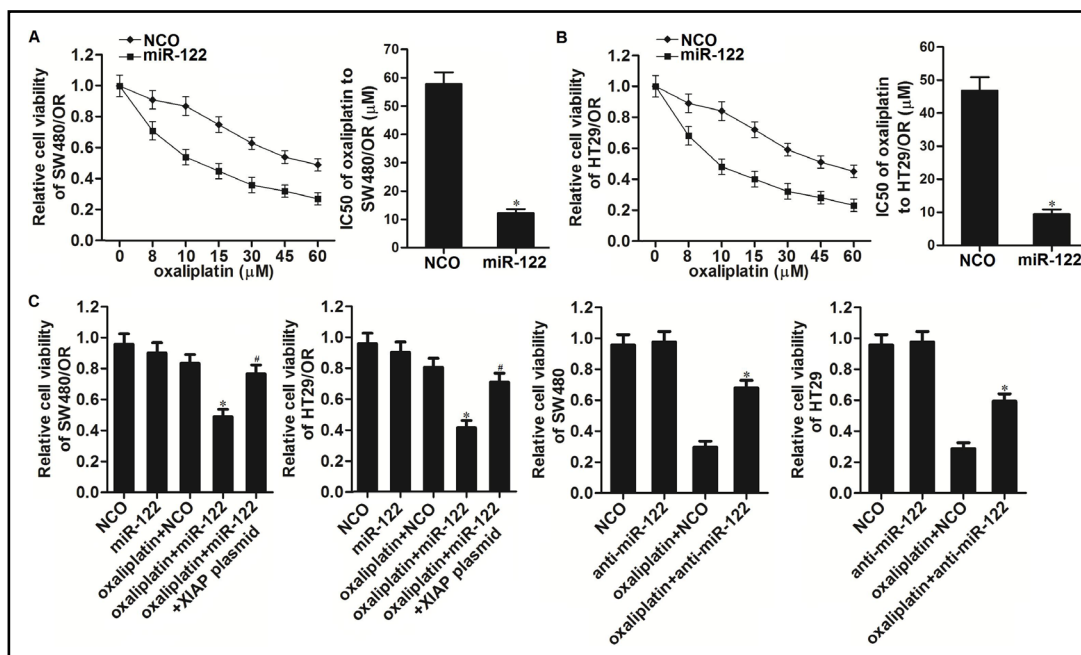 A
NCO
miR-122
Relative cell viability
of SW480/OR
1.2
1.0
0.8
0.6
0.4
0.2
0.0
0 8 10 15 30 45 60
oxaliplatin (μM)
IC50 of oxaliplatin to
SW480/OR (μM)
70
60
50
40
30
20
10
0
*
NCO miR-122
B
NCO
miR-122
Relative cell viability
of HT29/OR
1.2
1.0
0.8
0.6
0.4
0.2
0.0
0 8 10 15 30 45 60
oxaliplatin (μM)
IC50 of oxaliplatin
to HT29/OR (μM)
60
50
40
30
20
10
0
*
NCO miR-122
C
Relative cell viability
of SW480/OR
1.2
1.0
0.8
0.6
0.4
0.2
0.0
*
#
NCO
miR-122
oxaliplatin+NCO
oxaliplatin+miR-122
oxaliplatin+miR-122
+XIAP plasmid
Relative cell viability
of HT29/OR
1.2
1.0
0.8
0.6
0.4
0.2
0.0
*
#
NCO
miR-122
oxaliplatin+NCO
oxaliplatin+miR-122
oxaliplatin+miR-122
+XIAP plasmid
Relative cell viability
of SW480
1.2
1.0
0.8
0.6
0.4
0.2
0.0
*
NCO
anti-miR-122
oxaliplatin+NCO
oxaliplatin+anti-miR-122
Relative cell viability
of HT29
1.2
1.0
0.8
0.6
0.4
0.2
0.0
*
NCO
anti-miR-122
oxaliplatin+NCO
oxaliplatin+anti-miR-122